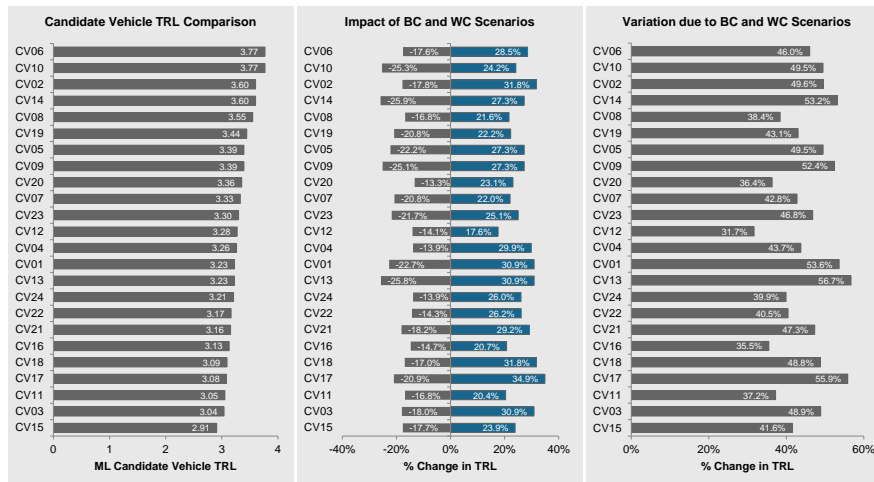 Candidate Vehicle TRL Comparison
CV06 3.77
CV10 3.77
CV02 3.60
CV14 3.60
CV08 3.55
CV19 3.44
CV05 3.39
CV09 3.39
CV20 3.36
CV07 3.33
CV23 3.30
CV12 3.28
CV04 3.26
CV01 3.23
CV13 3.23
CV24 3.21
CV22 3.17
CV21 3.16
CV16 3.13
CV18 3.09
CV17 3.08
CV11 3.05
CV03 3.04
CV15 2.91
0 1 2 3 4
ML Candidate Vehicle TRL
Impact of BC and WC Scenarios
CV06 -17.6% 28.5%
CV10 -25.3% 24.2%
CV02 -17.8% 31.8%
CV14 -25.9% 27.3%
CV08 -16.8% 21.6%
CV19 -20.8% 22.2%
CV05 -22.2% 27.3%
CV09 -25.1% 27.3%
CV20 -13.3% 23.1%
CV07 -20.8% 22.0%
CV23 -21.7% 25.1%
CV12 -14.1% 17.6%
CV04 -13.9% 29.9%
CV01 -22.7% 30.9%
CV13 -25.8% 30.9%
CV24 -13.9% 26.0%
CV22 -14.3% 26.2%
CV21 -18.2% 29.2%
CV16 -14.7% 20.7%
CV18 -17.0% 31.8%
CV17 -20.9% 34.9%
CV11 -16.8% 20.4%
CV03 -18.0% 30.9%
CV15 -17.7% 23.9%
-40% -20% 0% 20% 40%
% Change in TRL
Variation due to BC and WC Scenarios
CV06 46.0%
CV10 49.5%
CV02 49.6%
CV14 53.2%
CV08 38.4%
CV19 43.1%
CV05 49.5%
CV09 52.4%
CV20 36.4%
CV07 42.8%
CV23 46.8%
CV12 31.7%
CV04 43.7%
CV01 53.6%
CV13 56.7%
CV24 39.9%
CV22 40.5%
CV21 47.3%
CV16 35.5%
CV18 48.8%
CV17 55.9%
CV11 37.2%
CV03 48.9%
CV15 41.6%
0% 20% 40% 60%
% Change in TRL